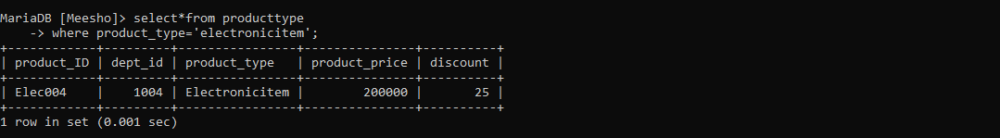 MariaDB [Meesho]> select*from producttype
    -> where product_type='electronicitem';
+------------+---------+----------------+---------------+----------+
| product_ID | dept_id | product_type   | product_price | discount |
+------------+---------+----------------+---------------+----------+
| Elec004    |    1004 | Electronicitem |        200000 |       25 |
+------------+---------+----------------+---------------+----------+
1 row in set (0.001 sec)